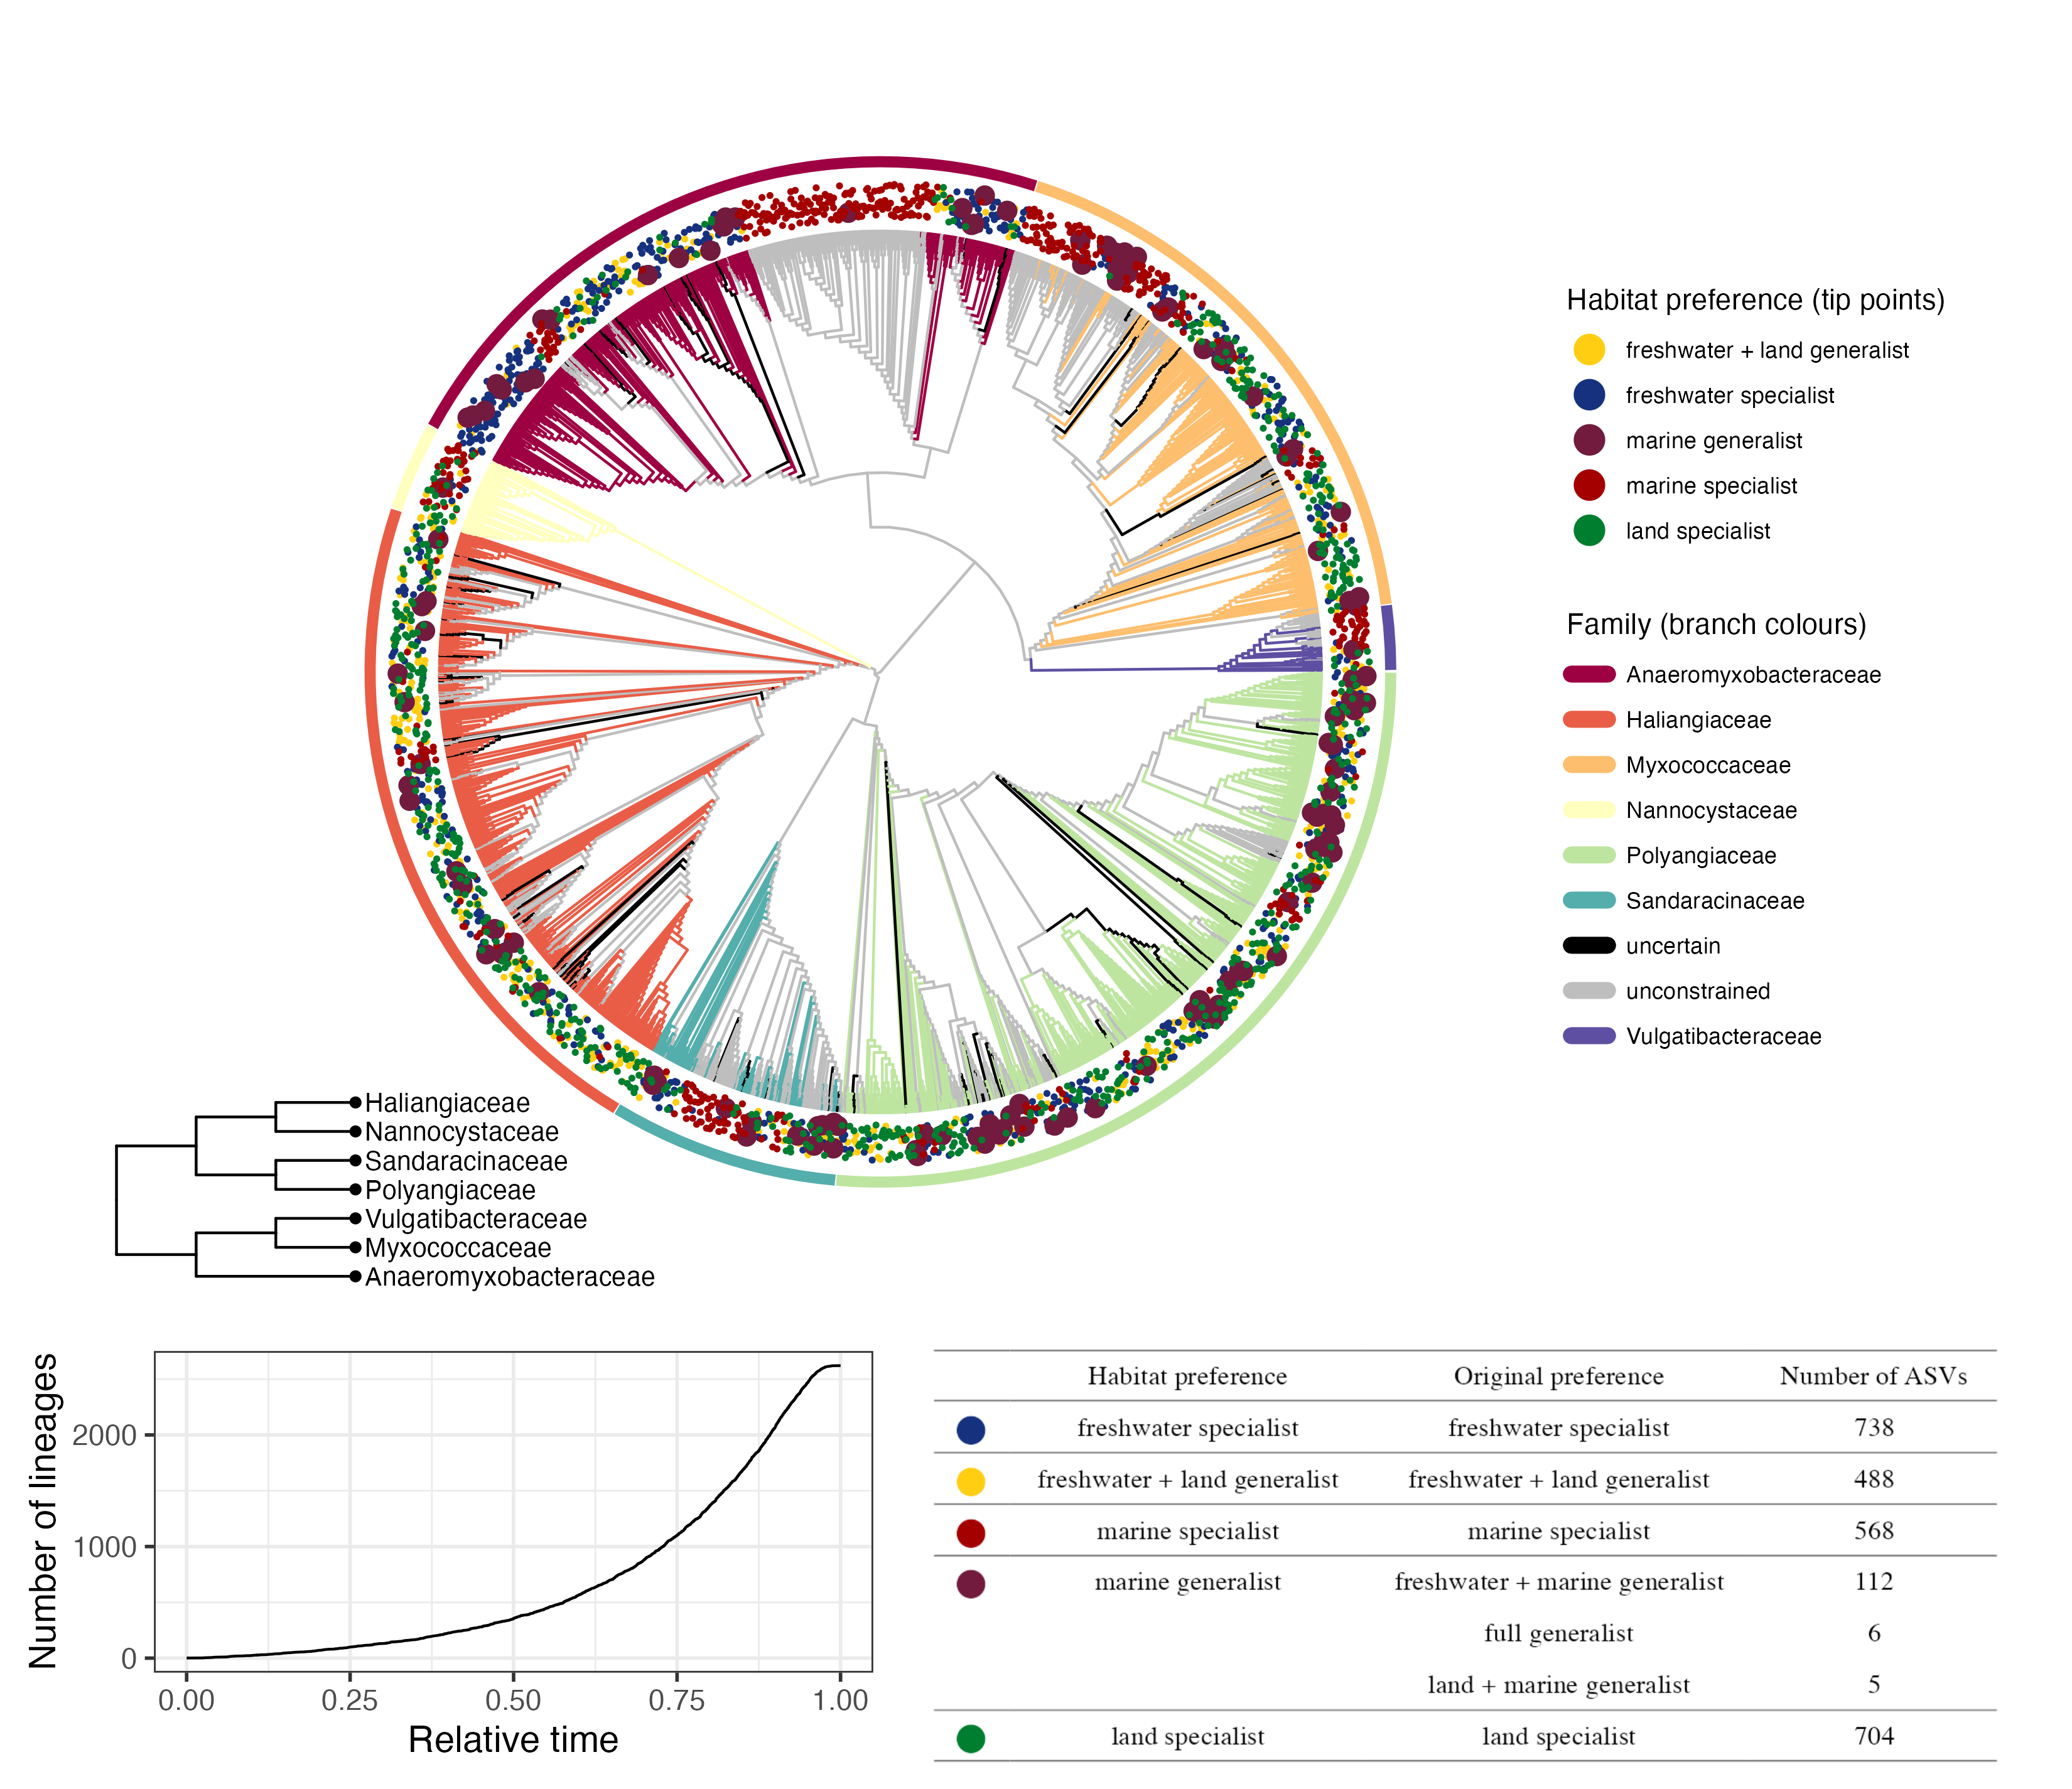 Habitat preference (tip points)
freshwater + land generalist
freshwater specialist
marine generalist
marine specialist
land specialist
Family (branch colours)
Anaeromyxobacteraceae
Haliangiaceae
Myxococcaceae
Nannocystaceae
Polyangiaceae
Sandaracinaceae
uncertain
unconstrained
Vulgatibacteraceae
Haliangiaceae
Nannocystaceae
Sandaracinaceae
Polyangiaceae
Vulgatibacteraceae
Myxococcaceae
Anaeromyxobacteraceae
Number of lineages
2000
1000
0
0.00 0.25 0.50 0.75 1.00
Relative time
Habitat preference Original preference Number of ASVs
freshwater specialist freshwater specialist 738
freshwater + land generalist freshwater + land generalist 488
marine specialist marine specialist 568
marine generalist freshwater + marine generalist 112
full generalist 6
land + marine generalist 5
land specialist land specialist 704